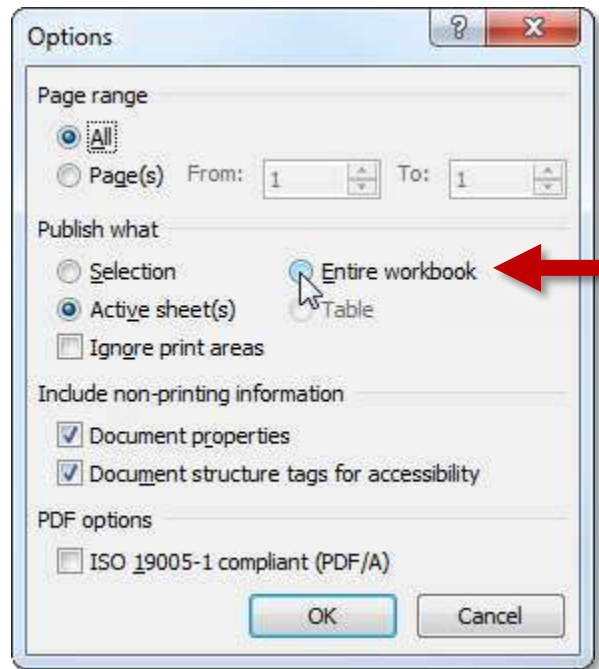 Options
Page range
All
Page(s) From: 1 To: 1
Publish what
Selection Entire workbook
Active sheet(s) Table
Ignore print areas
Include non-printing information
Document properties
Document structure tags for accessibility
PDF options
ISO 19005-1 compliant (PDF/A)
OK Cancel